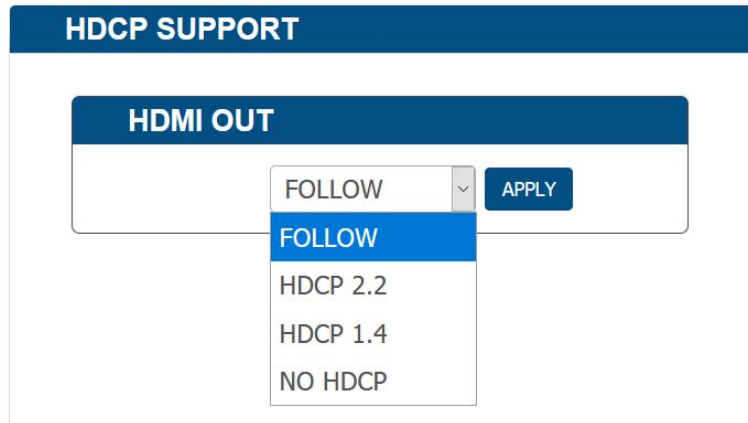 HDCP SUPPORT
HDMI OUT
FOLLOW
APPLY
FOLLOW
HDCP 2.2
HDCP 1.4
NO HDCP